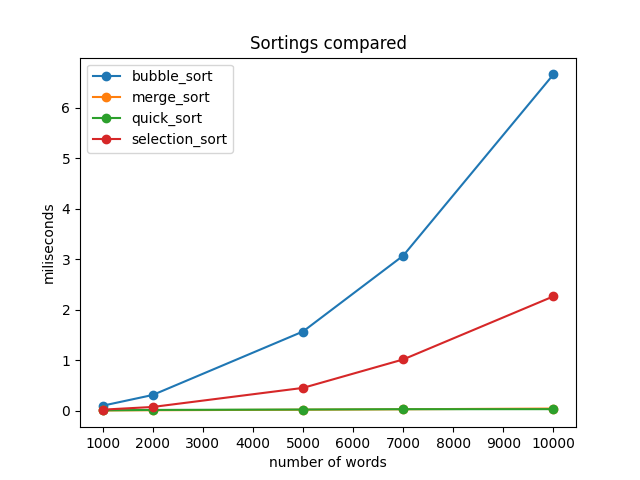 Sortings compared
bubble_sort
merge_sort
quick_sort
selection_sort
miliseconds
6
5
4
3
2
1
0
1000 2000 3000 4000 5000 6000 7000 8000 9000 10000
number of words